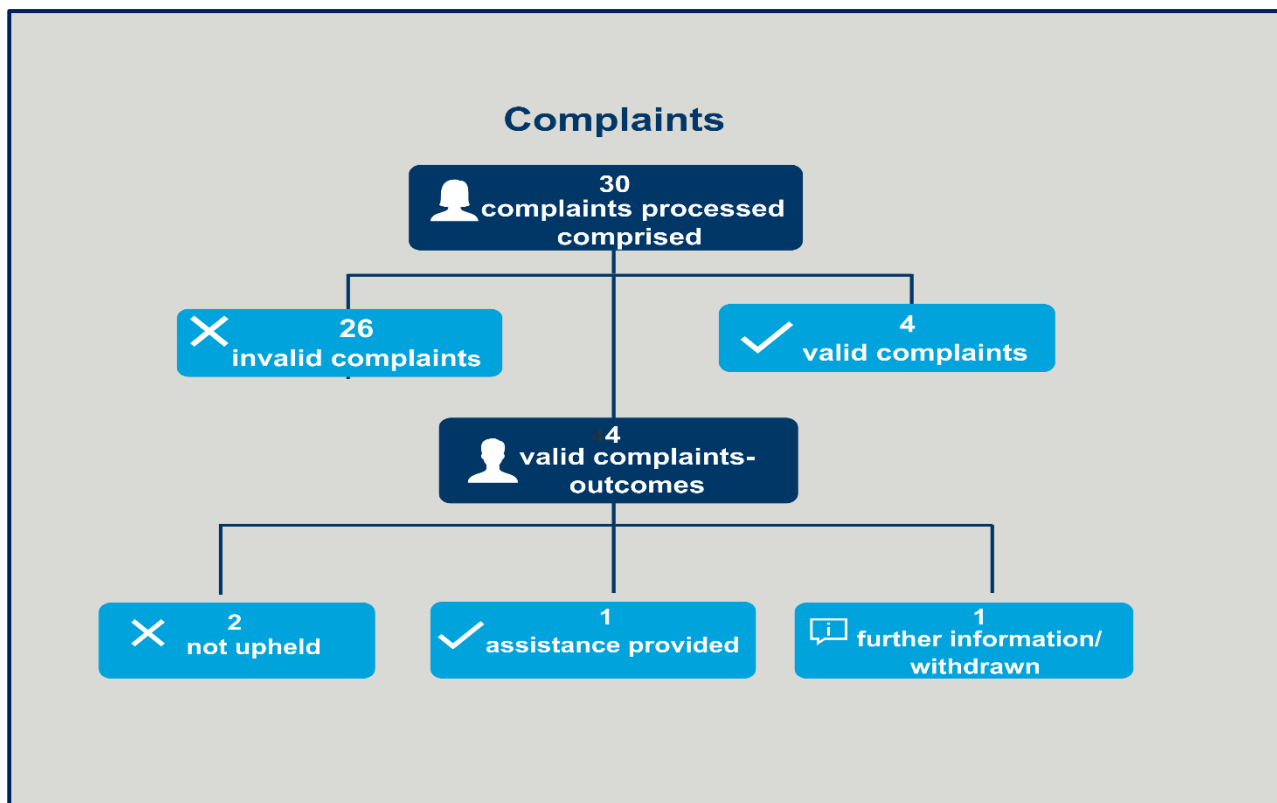 Complaints
30
complaints processed
comprised
26
invalid complaints
4
valid complaints
4
valid complaints-
outcomes
2
not upheld
1
assistance provided
1
further information/
withdrawn